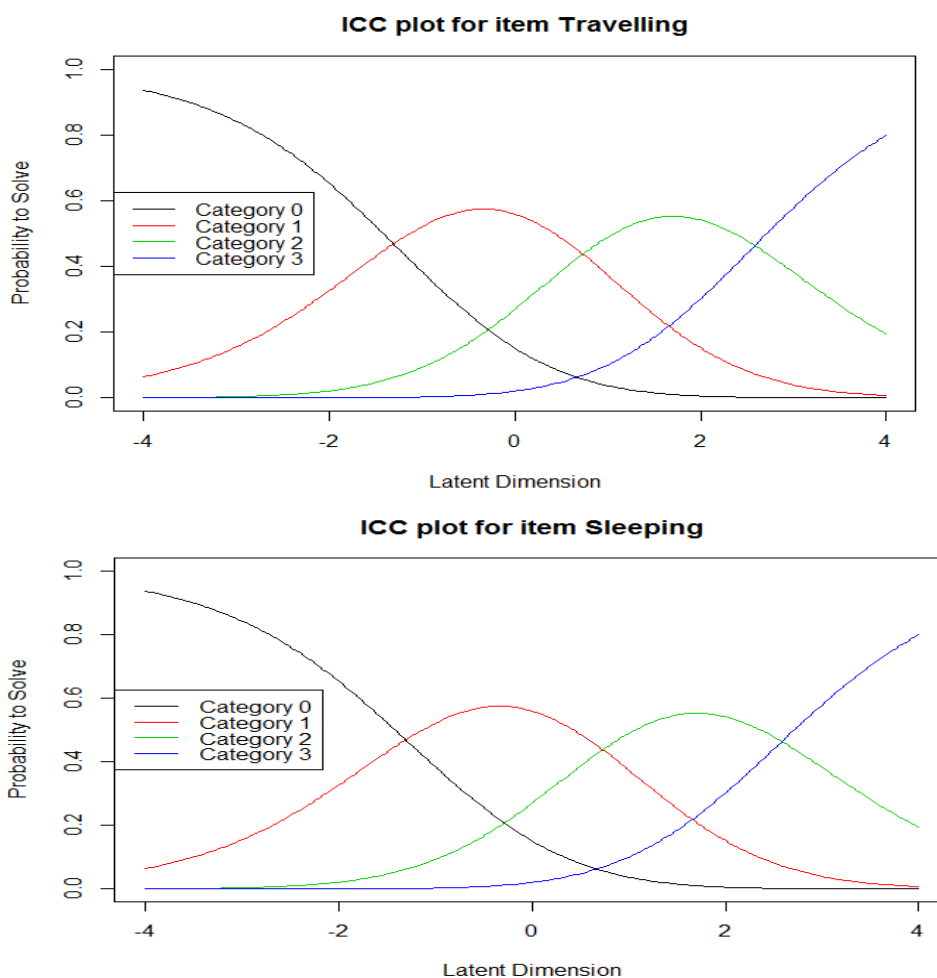 ICC plot for item Travelling
Probability to Solve
1.0
0.8
0.6
0.4
0.2
0.0
Category 0
Category 1
Category 2
Category 3
-4 -2 0 2 4
Latent Dimension
ICC plot for item Sleeping
Probability to Solve
1.0
0.8
0.6
0.4
0.2
0.0
Category 0
Category 1
Category 2
Category 3
-4 -2 0 2 4
Latent Dimension